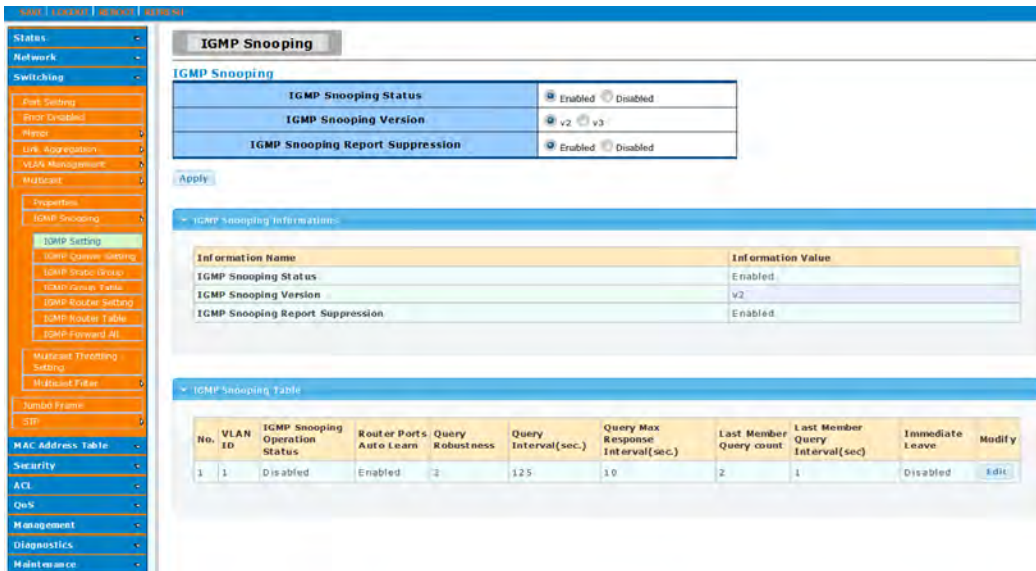 SAVE | LOGOUT | REBOOT | REFRESH
Status
Network
Switching
Port Setting
Error Disabled
Mirror
Link Aggregation
VLAN Management
Multicast
Properties
IGMP Snooping
IGMP Setting
IGMP Querier Setting
IGMP Static Group
IGMP Group Table
IGMP Router Setting
IGMP Router Table
IGMP Forward All
Multicast Throttling
Setting
Multicast Filter
Jumbo Frame
STP
MAC Address Table
Security
ACL
QoS
Management
Diagnostics
Maintenance
IGMP Snooping
IGMP Snooping
IGMP Snooping Status Enabled Disabled
IGMP Snooping Version v2 v3
IGMP Snooping Report Suppression Enabled Disabled
Apply
IGMP Snooping Informations
Information Name Information Value
IGMP Snooping Status Enabled
IGMP Snooping Version v2
IGMP Snooping Report Suppression Enabled
IGMP Snooping Table
No. VLAN ID IGMP Snooping Operation Status Router Ports Auto Learn Query Robustness Query Interval(sec.) Query Max Response Interval(sec.) Last Member Query count Last Member Query Interval(sec) Immediate Leave Modify
1 1 Disabled Enabled 2 125 10 2 1 Disabled Edit